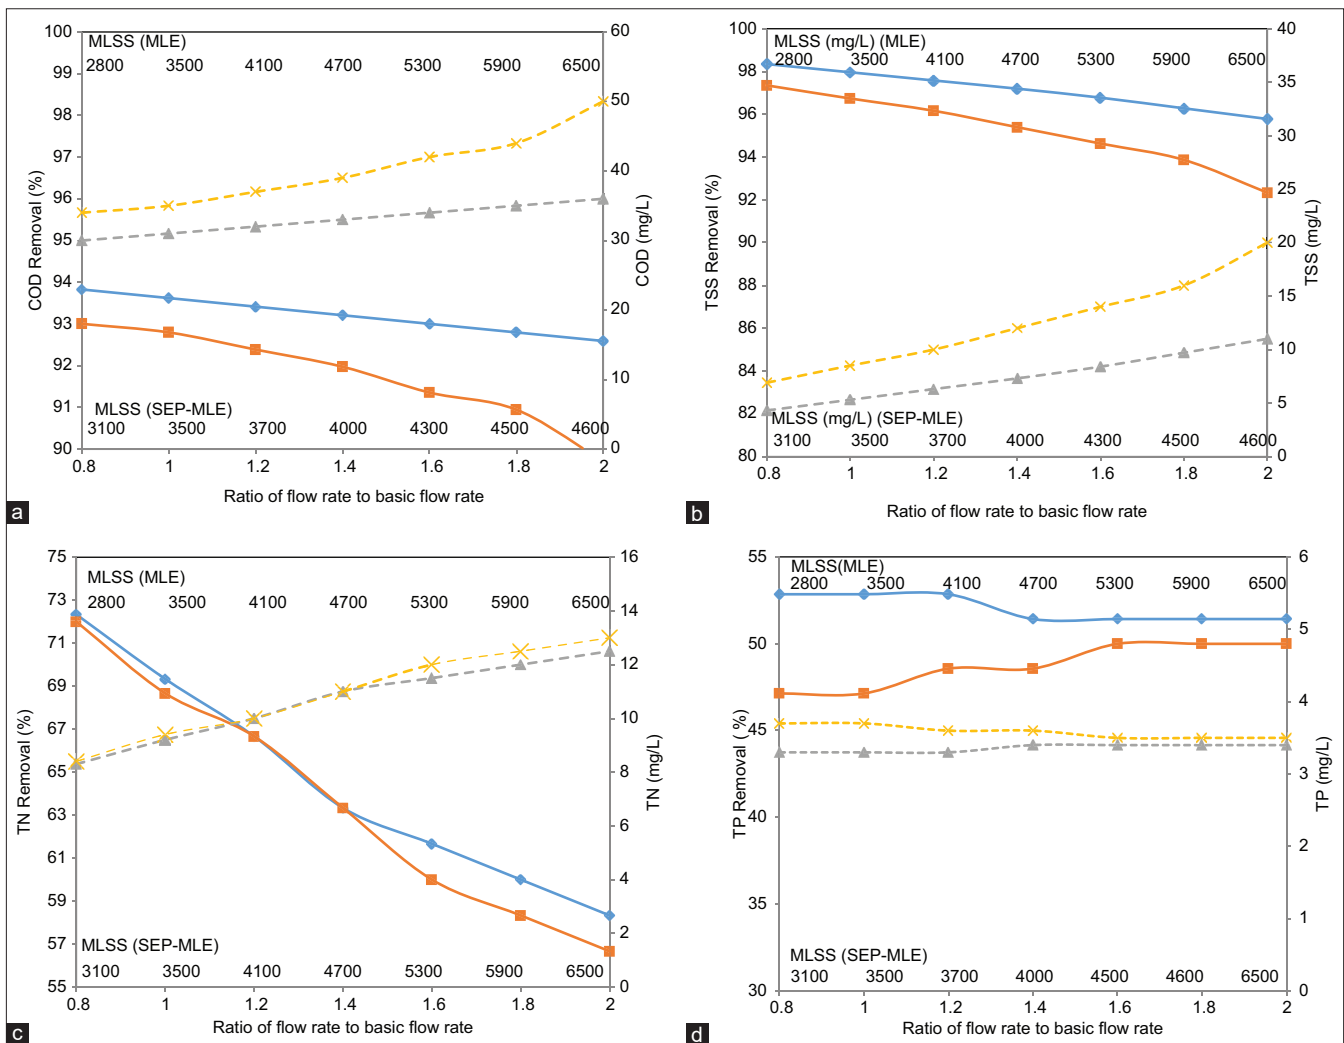 100
99
98
97
96
95
94
93
92
91
90
COD Removal (%)
MLSS (MLE)
2800 3500 4100 4700 5300 5900 6500
MLSS (SEP-MLE)
3100 3500 3700 4000 4300 4500 4600
60
50
40
30
20
10
0
COD (mg/L)
0.8 1 1.2 1.4 1.6 1.8 2
Ratio of flow rate to basic flow rate
a
100
98
96
94
92
90
88
86
84
82
80
TSS Removal (%)
MLSS (mg/L) (MLE)
2800 3500 4100 4700 5300 5900 6500
MLSS (mg/L) (SEP-MLE)
3100 3500 3700 4000 4300 4500 4600
40
35
30
25
20
15
10
5
0
TSS (mg/L)
0.8 1 1.2 1.4 1.6 1.8 2
Ratio of flow rate to basic flow rate
b
75
73
71
69
67
65
63
61
59
57
55
TN Removal (%)
MLSS (MLE)
2800 3500 4100 4700 5300 5900 6500
MLSS (SEP-MLE)
3100 3500 4100 4700 5300 5900 6500
16
14
12
10
8
6
4
2
0
TN (mg/L)
0.8 1 1.2 1.4 1.6 1.8 2
Ratio of flow rate to basic flow rate
c
55
50
45
40
35
30
TP Removal ( %)
MLSS(MLE)
2800 3500 4100 4700 5300 5900 6500
MLSS (SEP-MLE)
3100 3500 3700 4000 4500 4600 6500
6
5
4
3
2
1
0
TP (mg/L)
0.8 1 1.2 1.4 1.6 1.8 2
Ratio of flow rate to basic flow rate
d